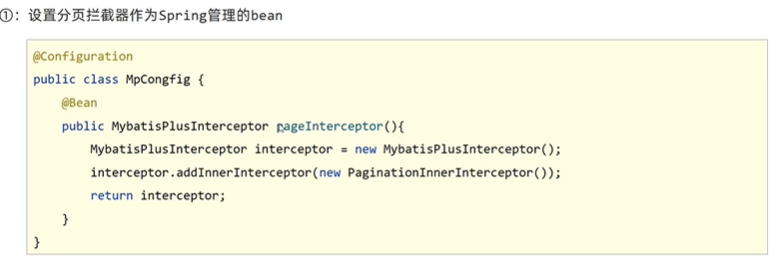 ①：设置分页拦截器作为Spring管理的bean
@Configuration
public class MpCongfig {
    @Bean
    public MybatisPlusInterceptor pageInterceptor(){
        MybatisPlusInterceptor interceptor = new MybatisPlusInterceptor();
        interceptor.addInnerInterceptor(new PaginationInnerInterceptor());
        return interceptor;
    }
}